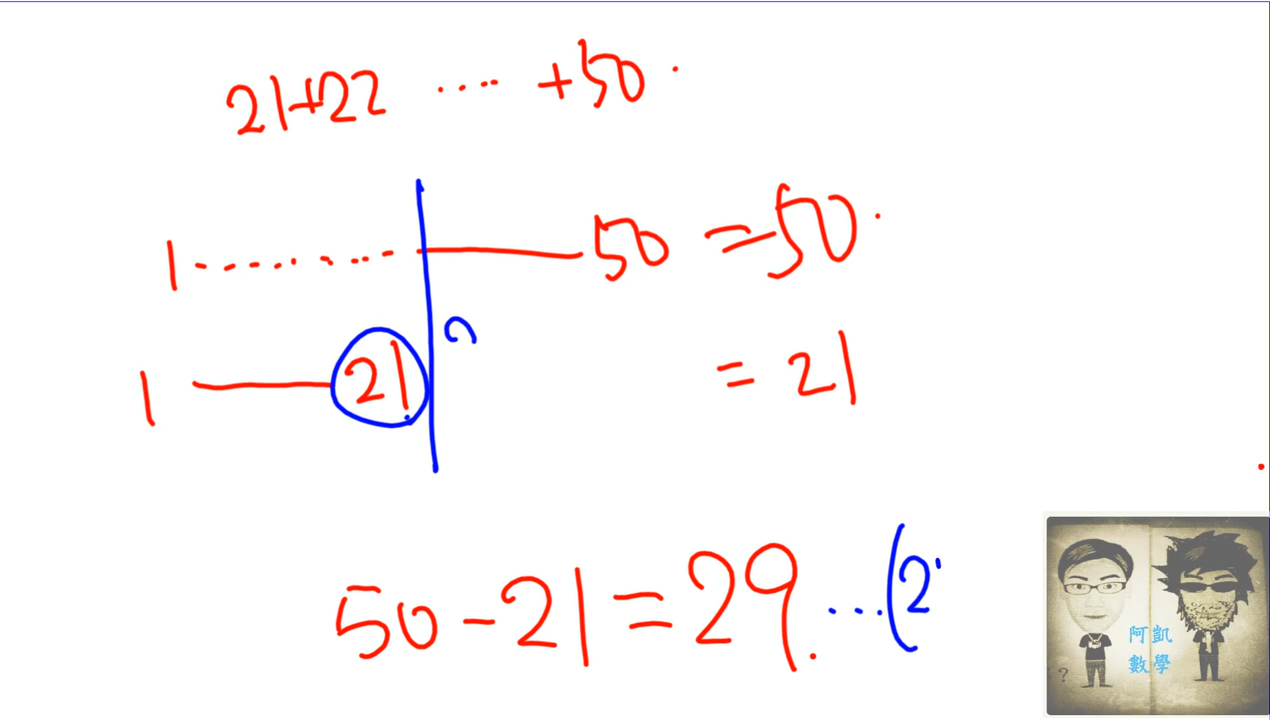 21+22 ···· +50.
1 ········ 50 =50.
1 — 21 = 21
50-21=29. ...(2
?
阿凱
數學